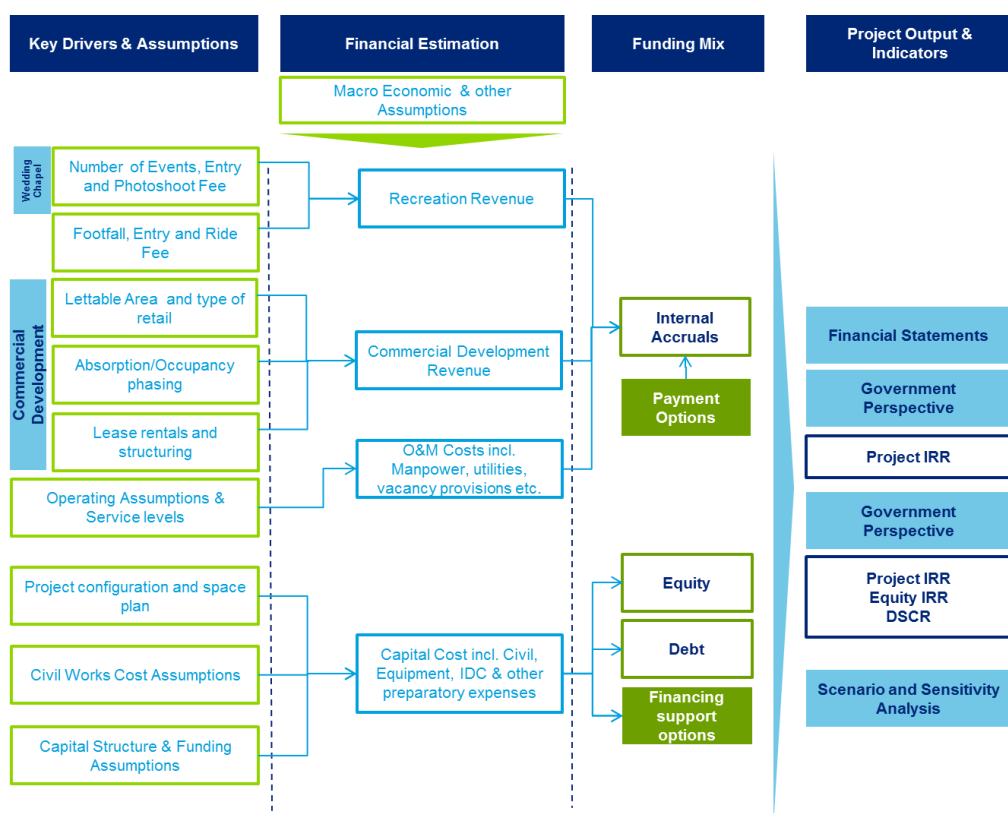 Key Drivers & Assumptions
Financial Estimation
Funding Mix
Project Output &
Indicators
Macro Economic & other
Assumptions
Wedding
Chapel
Number of Events, Entry
and Photoshoot Fee
Footfall, Entry and Ride
Fee
Commercial
Development
Lettable Area and type of
retail
Absorption/Occupancy
phasing
Lease rentals and
structuring
Operating Assumptions &
Service levels
Project configuration and space
plan
Civil Works Cost Assumptions
Capital Structure & Funding
Assumptions
Recreation Revenue
Commercial Development
Revenue
O&M Costs incl.
Manpower, utilities,
vacancy provisions etc.
Capital Cost incl. Civil,
Equipment, IDC & other
preparatory expenses
Internal
Accruals
Payment
Options
Equity
Debt
Financing
support
options
Financial Statements
Government
Perspective
Project IRR
Government
Perspective
Project IRR
Equity IRR
DSCR
Scenario and Sensitivity
Analysis